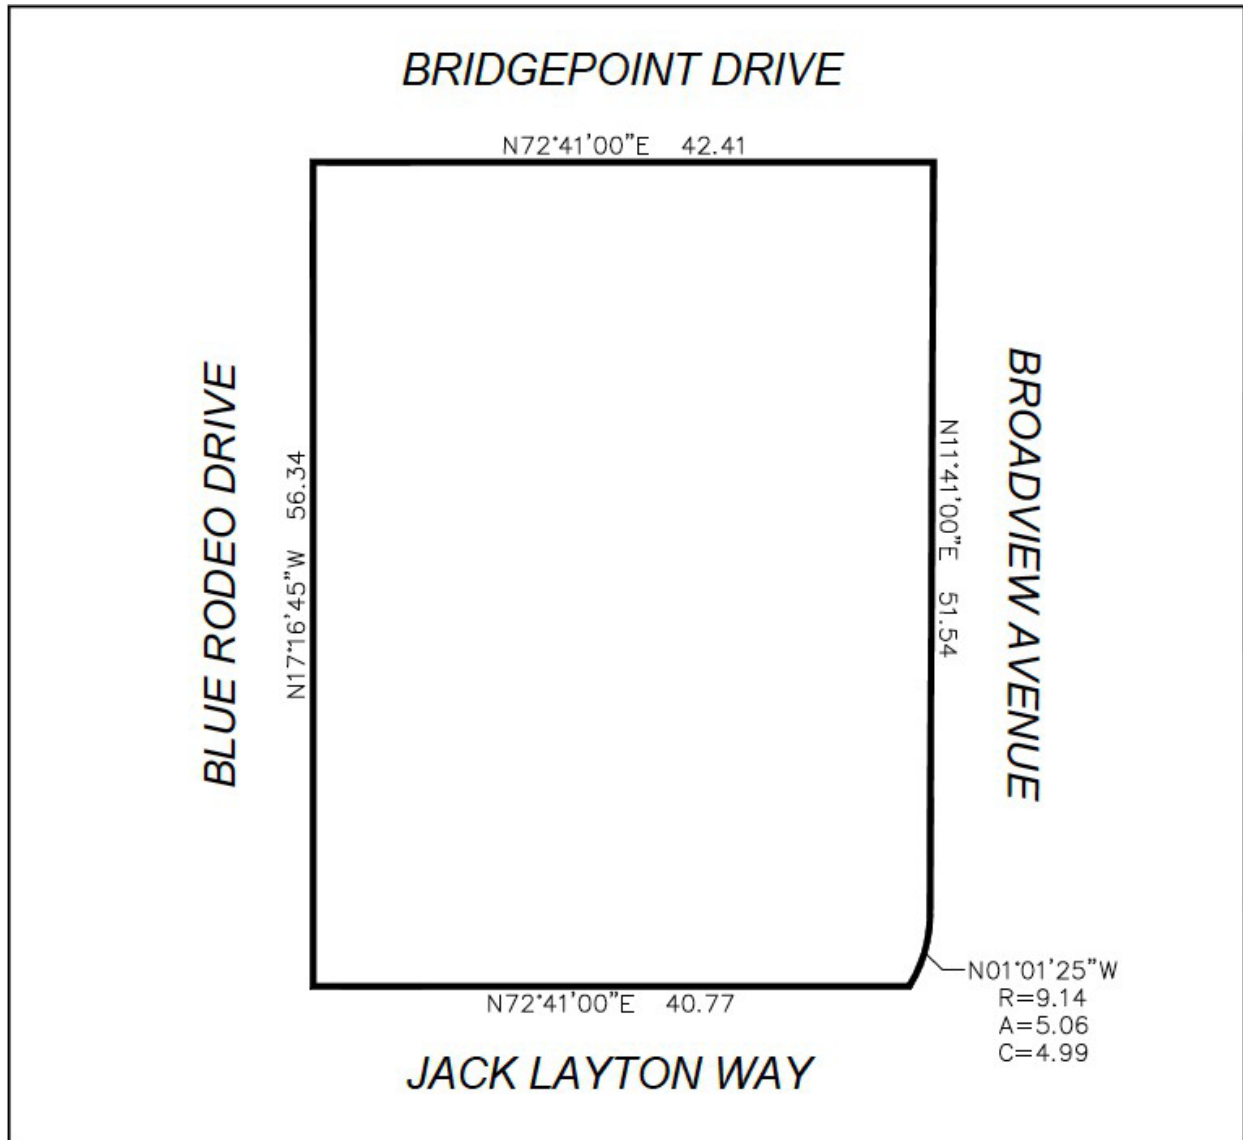 BRIDGEPOINT DRIVE
N72°41'00"E 42.41
BLUE RODEO DRIVE
N17°16'45"W 56.34
N11°41'00"E 51.54
BROADVIEW AVENUE
N01°01'25"W
R=9.14
A=5.06
C=4.99
N72°41'00"E 40.77
JACK LAYTON WAY